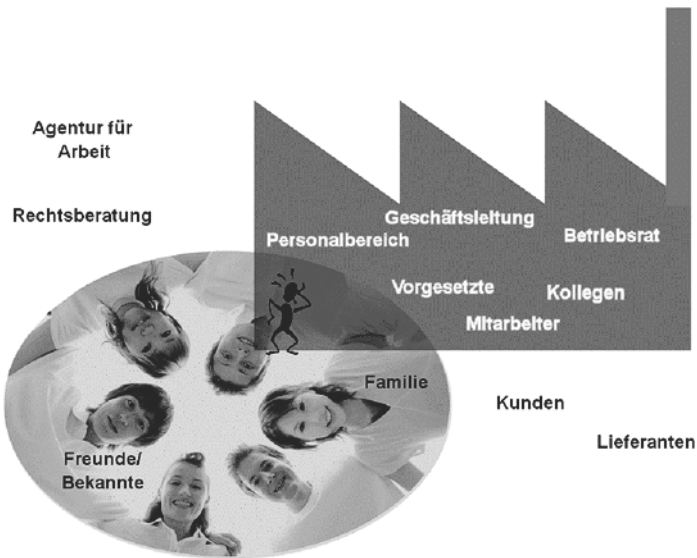 Agentur für
Arbeit
Rechtsberatung
Geschäftsleitung
Personalbereich
Betriebsrat
Vorgesetzte
Kollegen
Mitarbeiter
Familie
Kunden
Lieferanten
Freunde/
Bekannte